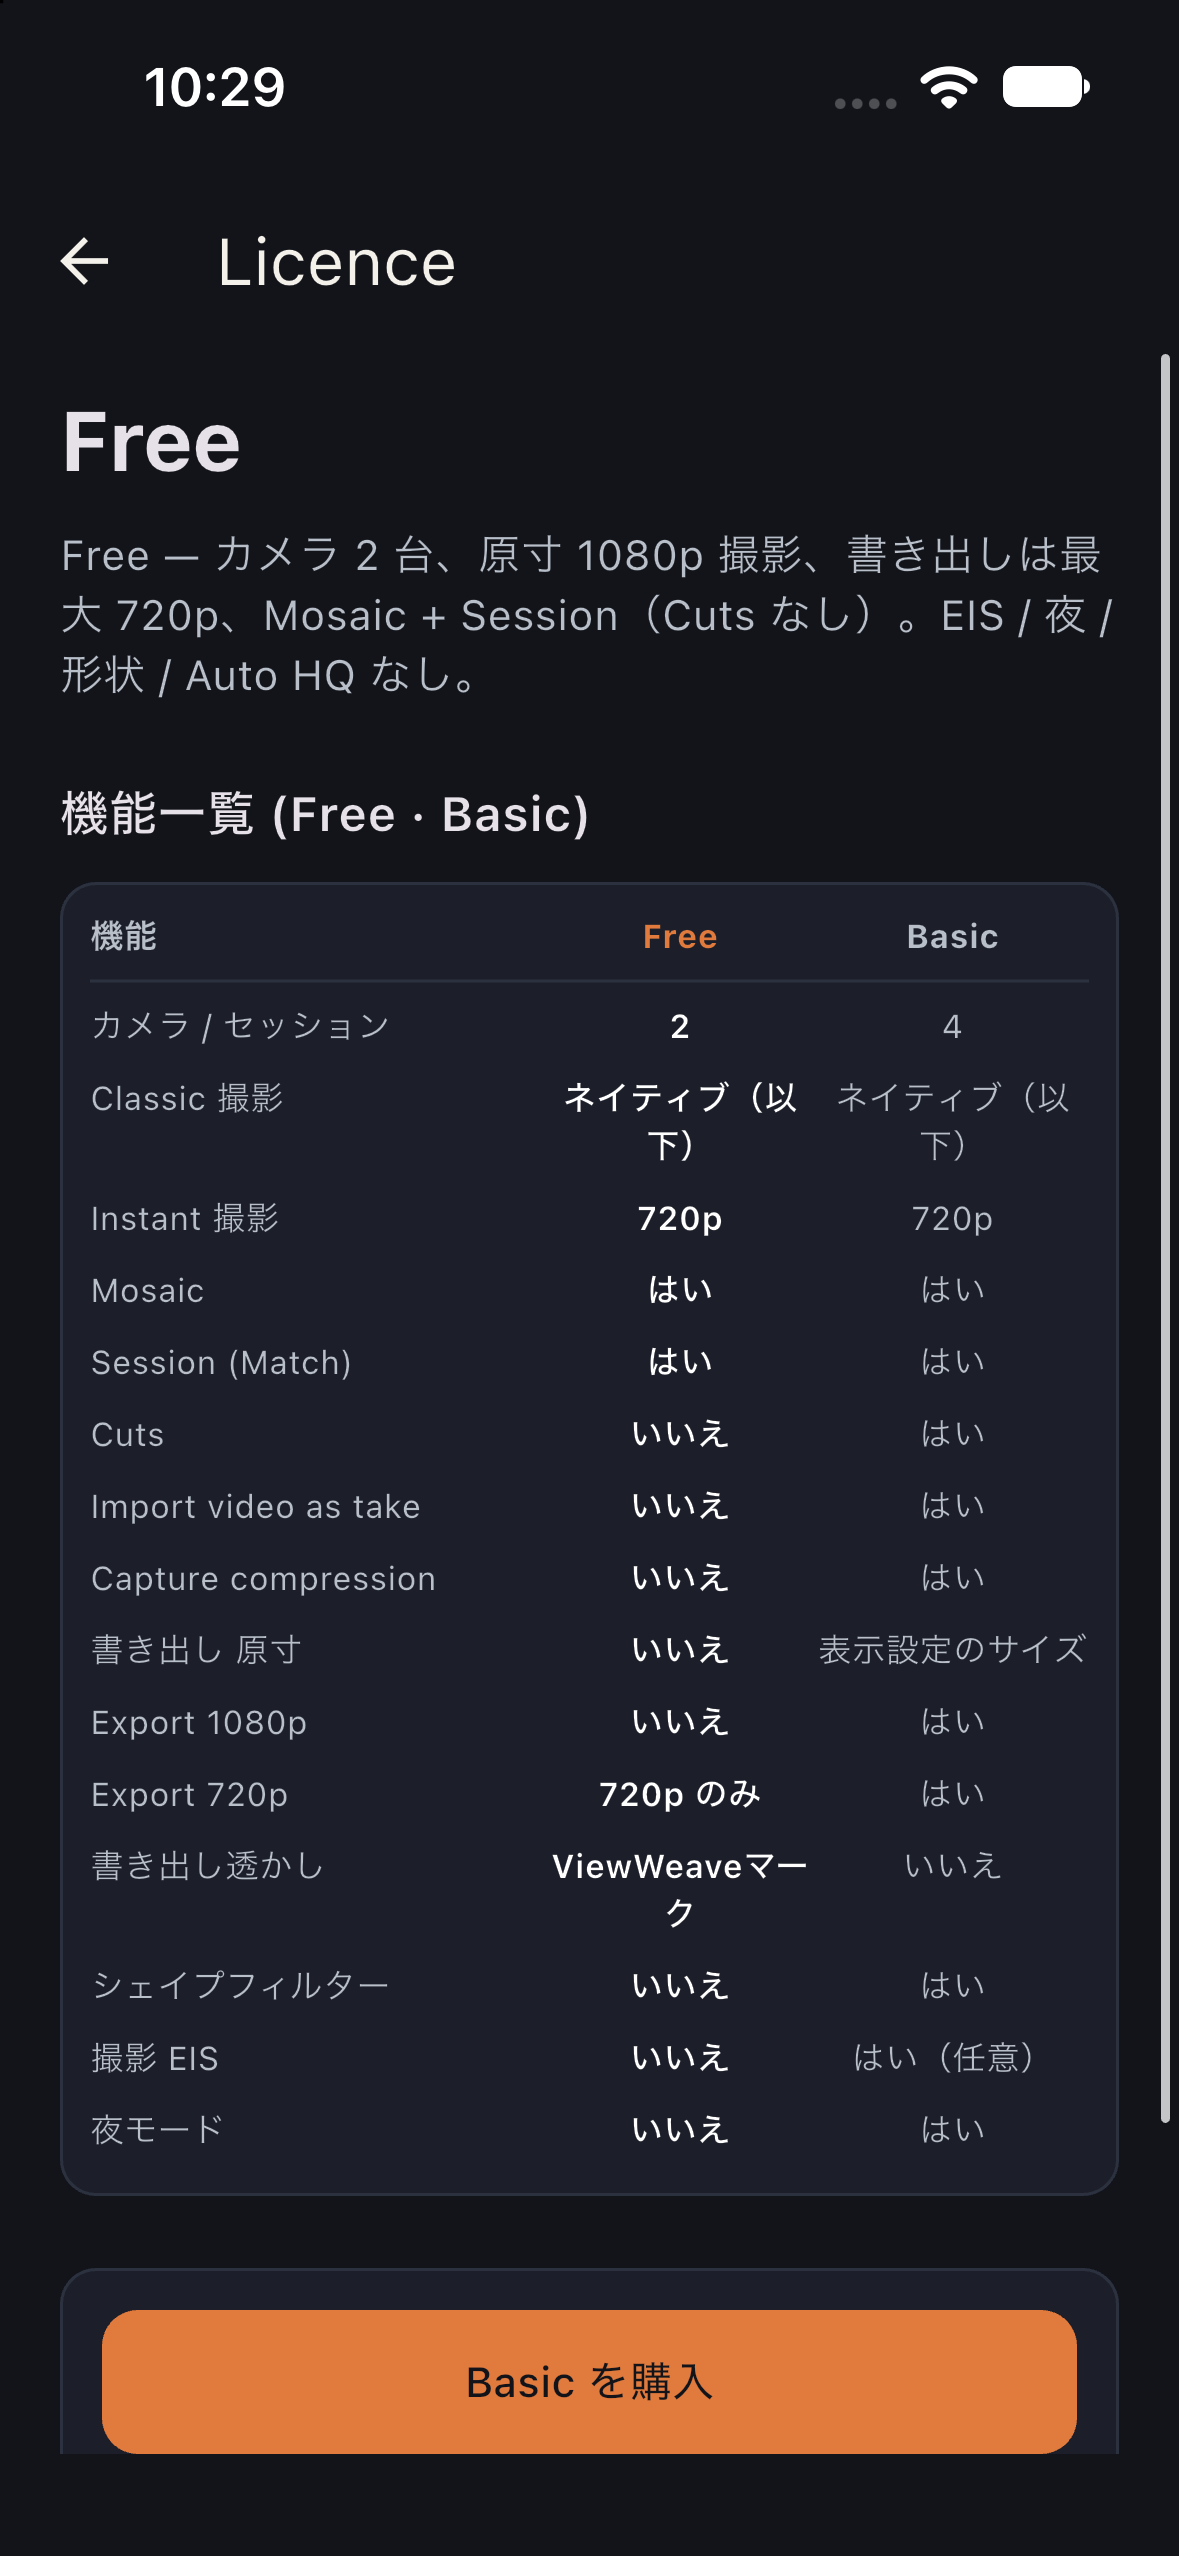 10:29
Licence
Free
Free — カメラ 2 台、原寸 1080p 撮影、書き出しは最
大 720p、Mosaic + Session（Cuts なし）。EIS / 夜 /
形状 / Auto HQ なし。
機能一覧 (Free · Basic)
機能 Free Basic
カメラ / セッション 2 4
Classic 撮影 ネイティブ（以下） ネイティブ（以下）
Instant 撮影 720p 720p
Mosaic はい はい
Session (Match) はい はい
Cuts いいえ はい
Import video as take いいえ はい
Capture compression いいえ はい
書き出し 原寸 いいえ 表示設定のサイズ
Export 1080p いいえ はい
Export 720p 720p のみ はい
書き出し透かし ViewWeaveマーク いいえ
シェイプフィルター いいえ はい
撮影 EIS いいえ はい（任意）
夜モード いいえ はい
Basic を購入